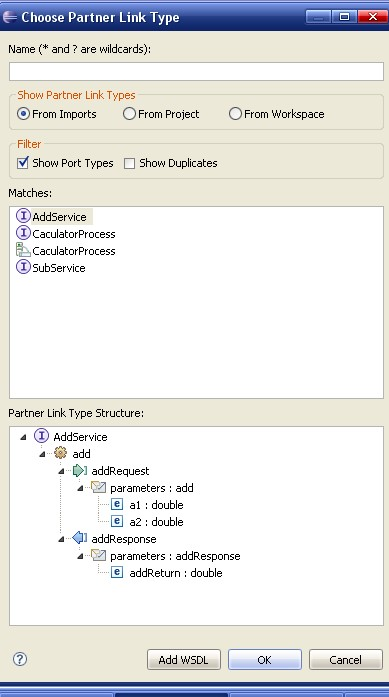 Choose Partner Link Type
Name (* and ? are wildcards):
Show Partner Link Types
From Imports From Project From Workspace
Filter
Show Port Types Show Duplicates
Matches:
I AddService
I CaculatorProcess
CaculatorProcess
I SubService
Partner Link Type Structure:
I AddService
add
addRequest
parameters : add
e a1 : double
e a2 : double
addResponse
parameters : addResponse
e addReturn : double
? Add WSDL OK Cancel